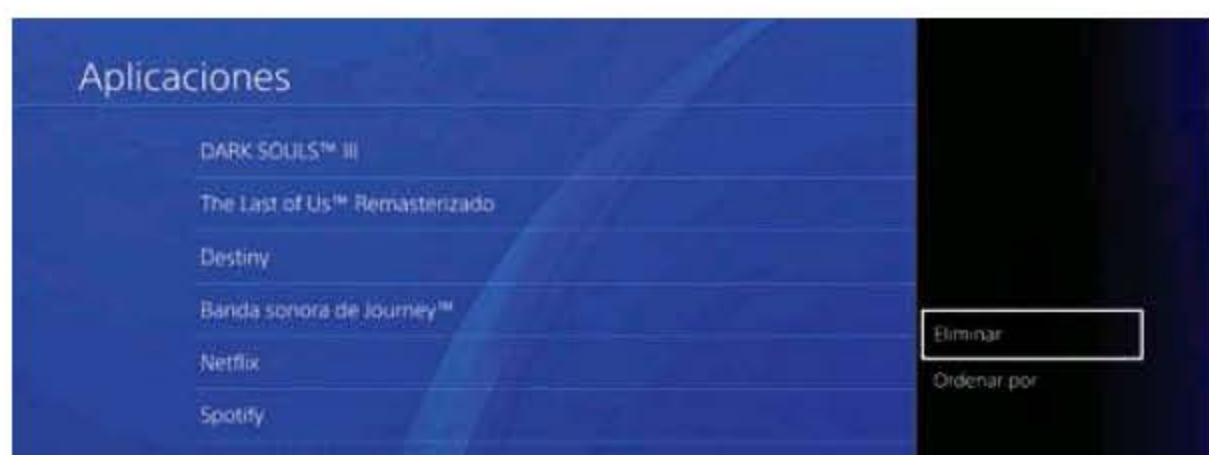 Aplicaciones
DARK SOULS™ III
The Last of Us™ Remasterizado
Destiny
Banda sonora de Journey™
Netflix
Spotify
Eliminar
Ordenar por